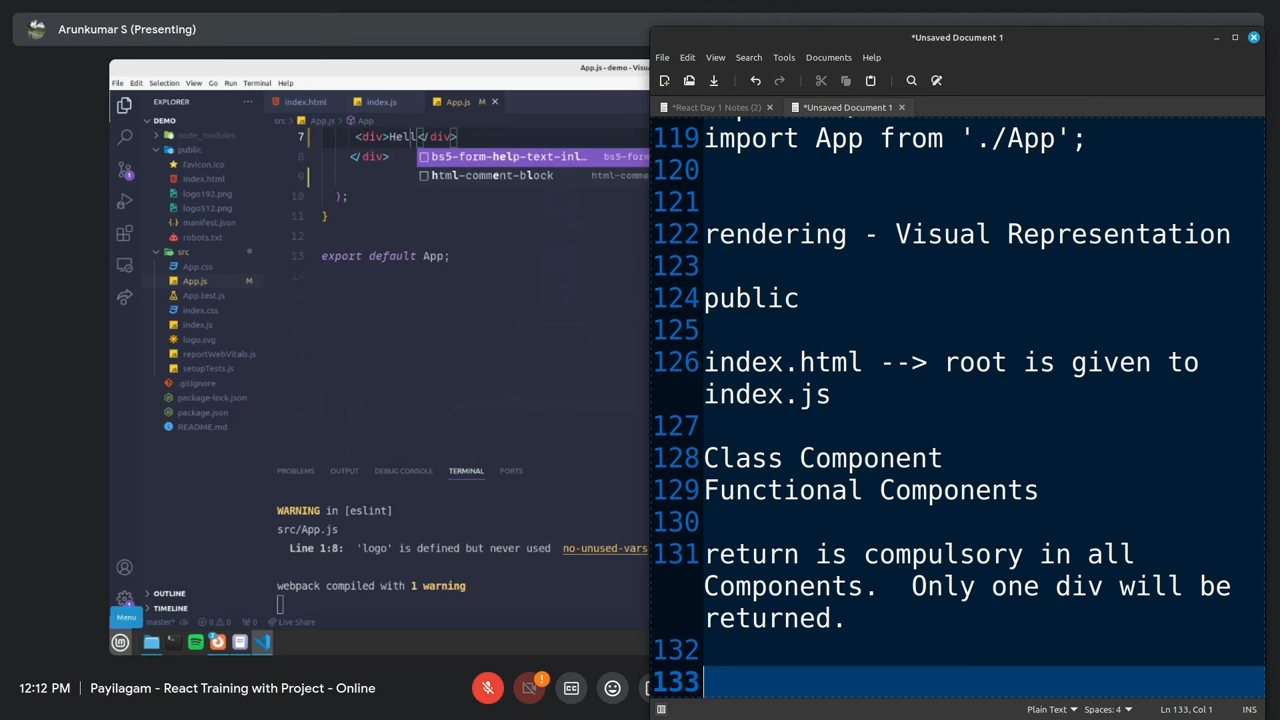 Arunkumar S (Presenting)
App.js - demo - Visu
File Edit Selection View Go Run Terminal Help
EXPLORER
index.html
index.js
App.js M
DEMO
src > App.js > App
node_modules
public
favicon.ico
index.html
logo192.png
logo512.png
manifest.json
robots.txt
src
App.css
App.js M
App.test.js
index.css
index.js
logo.svg
reportWebVitals.js
setupTests.js
.gitignore
package-lock.json
package.json
README.md
OUTLINE
TIMELINE
7 <div>Hell</div>
8 </div>
bs5-form-help-text-inl... bs5-for
html-comment-block html-comme
9
10 );
11 }
12
13 export default App;
14
PROBLEMS OUTPUT DEBUG CONSOLE TERMINAL PORTS
WARNING in [eslint]
src/App.js
Line 1:8: 'logo' is defined but never used no-unused-vars
webpack compiled with 1 warning
Menu
master* 0 0 Live Share
12:12 PM | Payilagam - React Training with Project - Online
*Unsaved Document 1
File Edit View Search Tools Documents Help
*React Day 1 Notes (2)
*Unsaved Document 1
119 import App from './App';
120
121
122 rendering - Visual Representation
123
124 public
125
126 index.html --> root is given to
index.js
127
128 Class Component
129 Functional Components
130
131 return is compulsory in all
Components. Only one div will be
returned.
132
133
Plain Text Spaces: 4 Ln 133, Col 1 INS